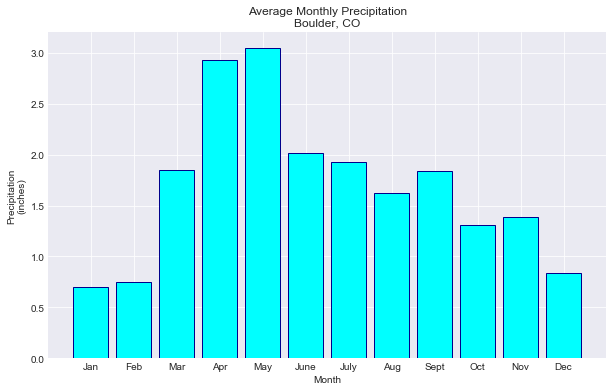 Average Monthly Precipitation
Boulder, CO
3.0
2.5
2.0
1.5
1.0
0.5
0.0
Precipitation
(inches)
Jan Feb Mar Apr May June July Aug Sept Oct Nov Dec
Month